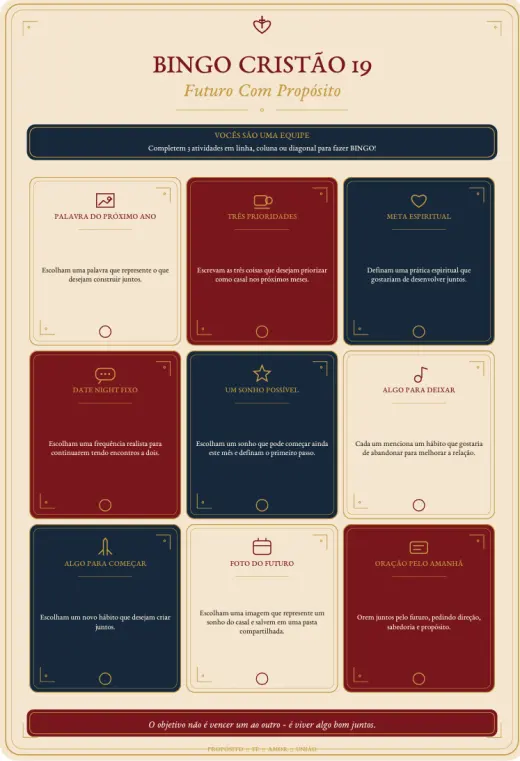 BINGO CRISTÃO 19
Futuro Com Propósito
VOCÊS SÃO UMA EQUIPE
Completem 3 atividades em linha, coluna ou diagonal para fazer BINGO!
PALAVRA DO PRÓXIMO ANO
Escolham uma palavra que represente o que
desejam construir juntos.
TRÊS PRIORIDADES
Escrevam as três coisas que desejam priorizar
como casal nos próximos meses.
META ESPIRITUAL
Definam uma prática espiritual que
gostariam de desenvolver juntos.
DATE NIGHT FIXO
Escolham uma frequência realista para
continuarem tendo encontros a dois.
UM SONHO POSSÍVEL
Escolham um sonho que pode começar ainda
este mês e definam o primeiro passo.
ALGO PARA DEIXAR
Cada um menciona um hábito que gostaria
de abandonar para melhorar a relação.
ALGO PARA COMEÇAR
Escolham um novo hábito que desejam criar
juntos.
FOTO DO FUTURO
Escolham uma imagem que represente um
sonho do casal e salvem em uma pasta
compartilhada.
ORAÇÃO PELO AMANHÃ
Orem juntos pelo futuro, pedindo direção,
sabedoria e propósito.
O objetivo não é vencer um ao outro - é viver algo bom juntos.
PROPÓSITO :: FÉ :: AMOR :: UNIÃO